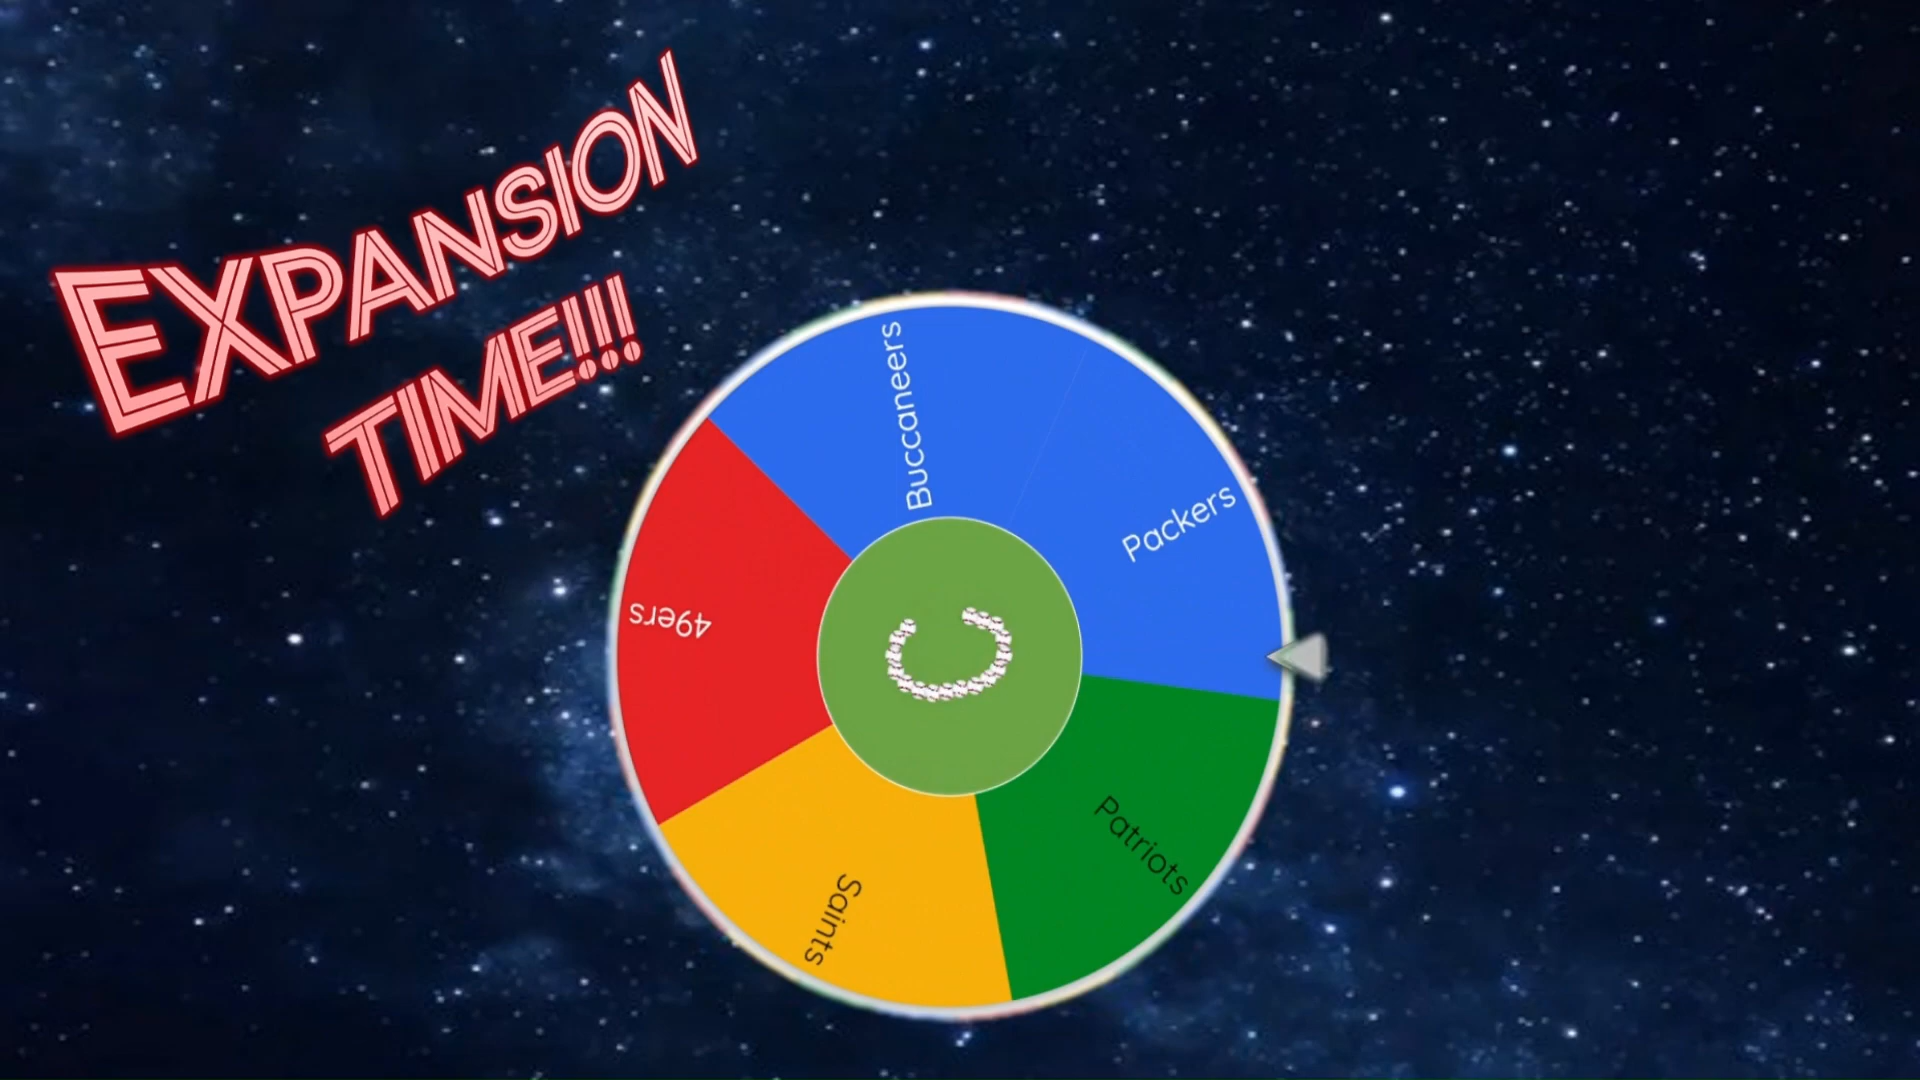 EXPANSION
TIME!!!
Buccaneers
Packers
49ers
Patriots
Saints
C